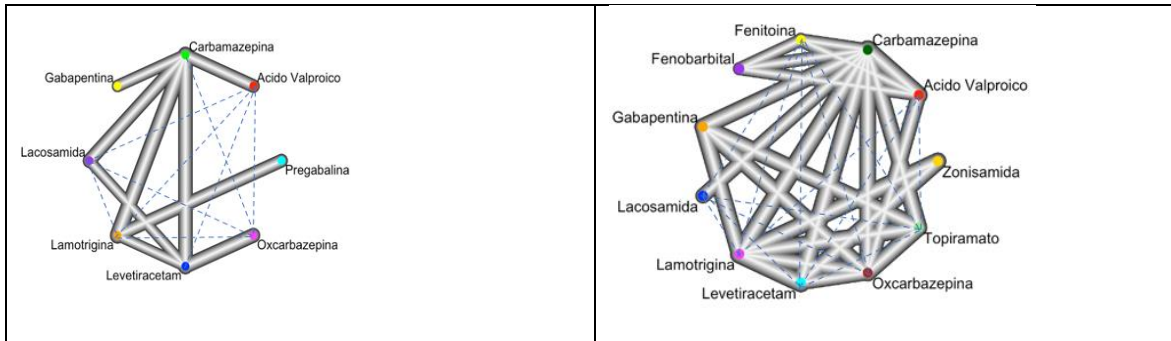 Carbamazepina
Gabapentina
Acido Valproico
Lacosamida
Pregabalina
Lamotrigina
Oxcarbazepina
Levetiracetam
Fenitoina
Carbamazepina
Fenobarbital
Acido Valproico
Gabapentina
Zonisamida
Lacosamida
Topiramato
Lamotrigina
Oxcarbazepina
Levetiracetam